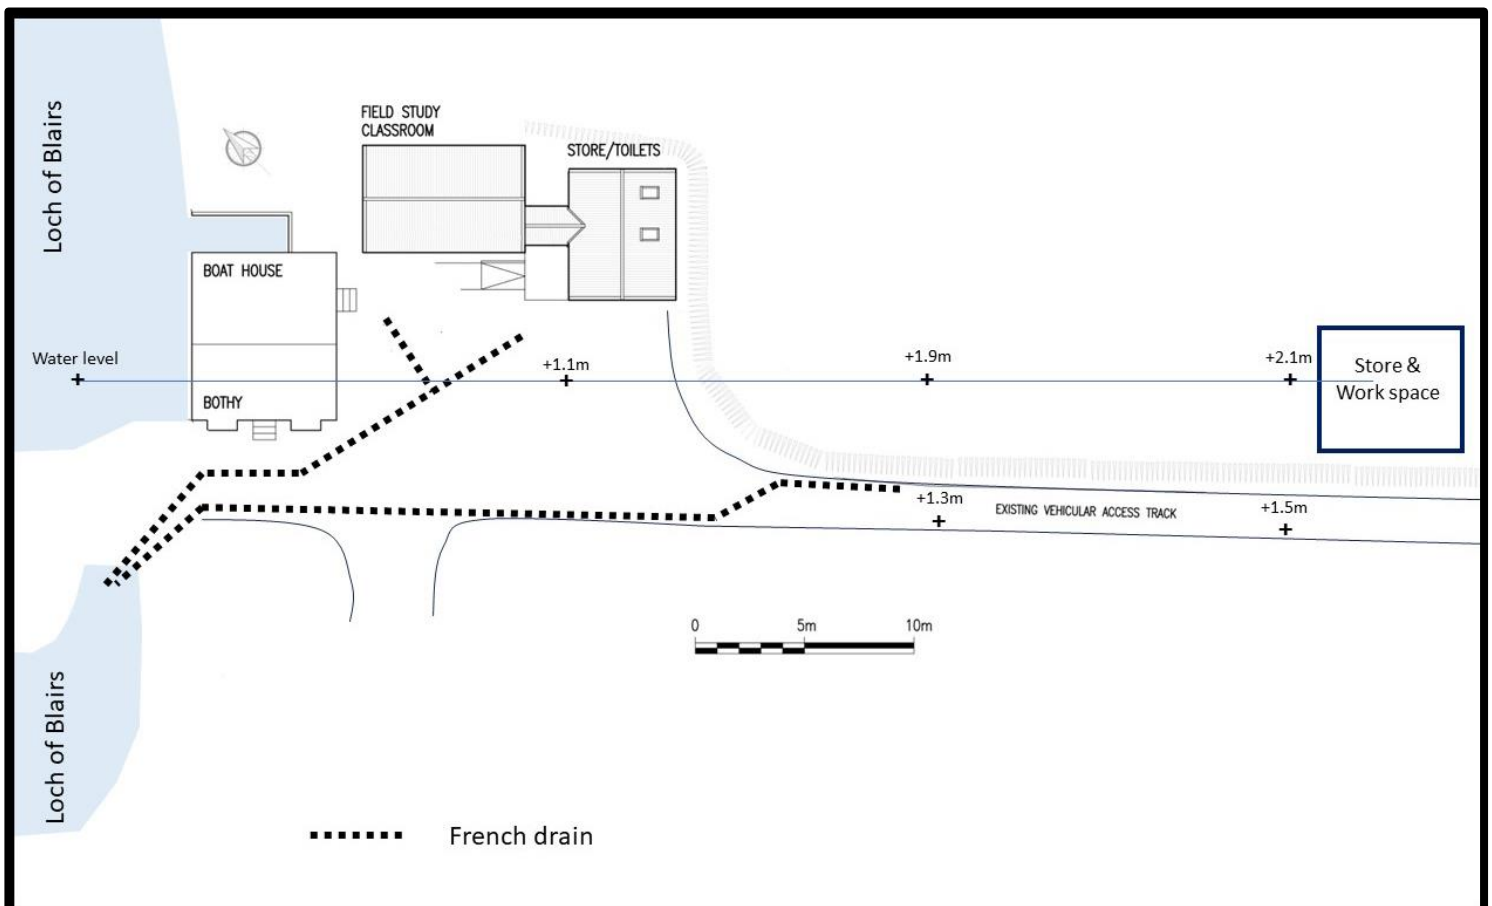 Loch of Blairs
FIELD STUDY
CLASSROOM
STORE/TOILETS
BOAT HOUSE
Water level
+1.1m
+1.9m
+2.1m
Store &
Work space
BOTHY
+1.3m
EXISTING VEHICULAR ACCESS TRACK
+1.5m
0 5m 10m
Loch of Blairs
French drain